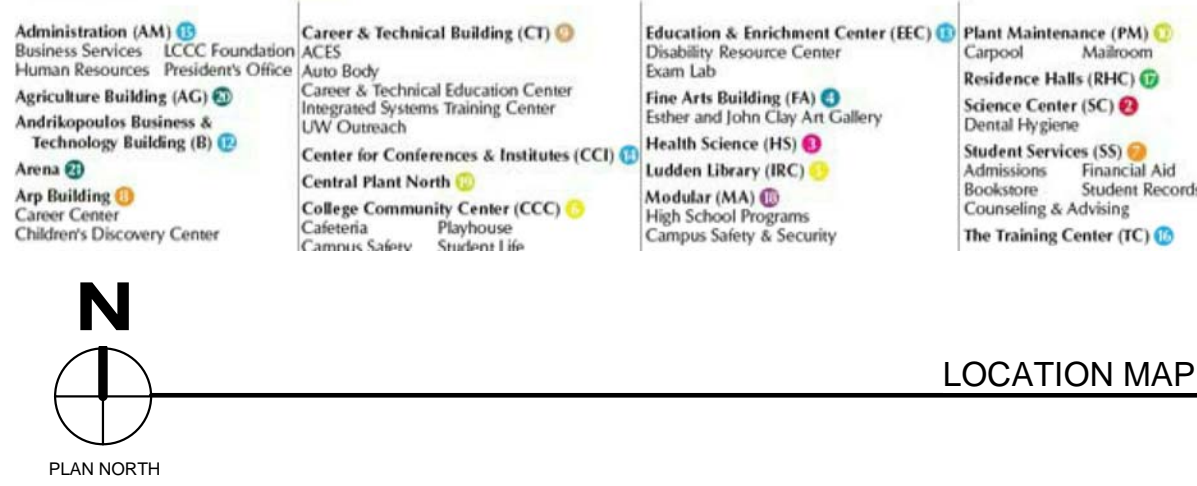 Administration (AM) 15
Business Services LCCC Foundation
Human Resources President's Office
Agriculture Building (AG) 20
Andrikopoulos Business &
Technology Building (B) 12
Arena 21
Arp Building 8
Career Center
Children's Discovery Center
Career & Technical Building (CT) 9
ACES
Auto Body
Career & Technical Education Center
Integrated Systems Training Center
UW Outreach
Center for Conferences & Institutes (CCI) 14
Central Plant North 19
College Community Center (CCC) 6
Cafeteria Playhouse
Campus Safety Student Life
Education & Enrichment Center (EEC) 13
Disability Resource Center
Exam Lab
Fine Arts Building (FA) 4
Esther and John Clay Art Gallery
Health Science (HS) 3
Ludden Library (IRC) 5
Modular (MA) 18
High School Programs
Campus Safety & Security
Plant Maintenance (PM) 10
Carpool Mailroom
Residence Halls (RHC) 17
Science Center (SC) 2
Dental Hygiene
Student Services (SS) 7
Admissions Financial Aid
Bookstore Student Records
Counseling & Advising
The Training Center (TC) 16
N
PLAN NORTH
LOCATION MAP